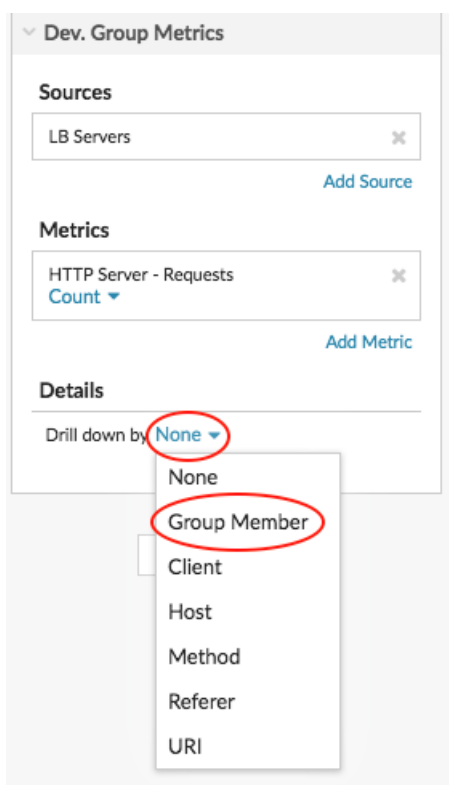 Dev. Group Metrics
Sources
LB Servers
Add Source
Metrics
HTTP Server - Requests
Count
Add Metric
Details
Drill down by None
None
Group Member
Client
Host
Method
Referer
URI